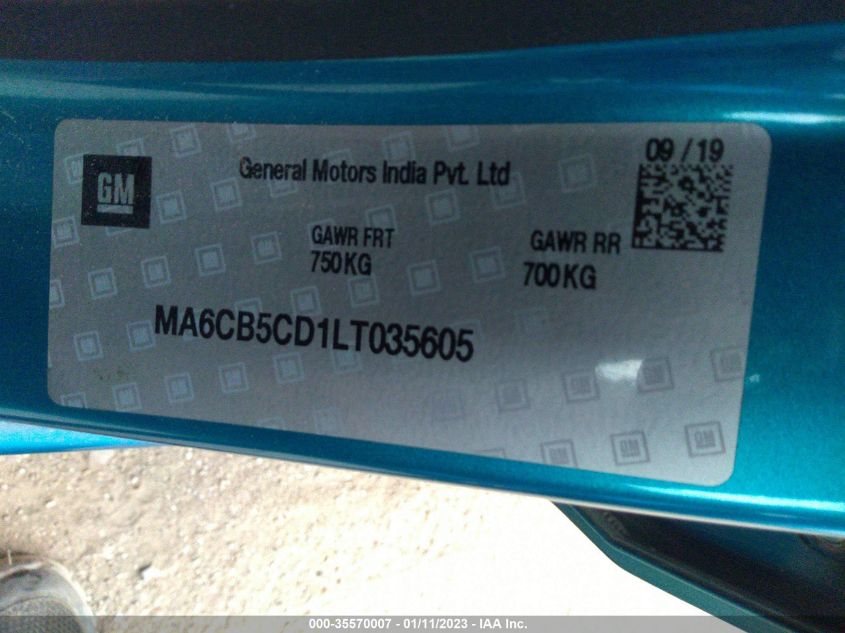 GM
General Motors India Pvt. Ltd
09 / 19
GAWR FRT
750KG
GAWR RR
700KG
MA6CB5CD1LT035605
000-35570007 - 01/11/2023 - IAA Inc.